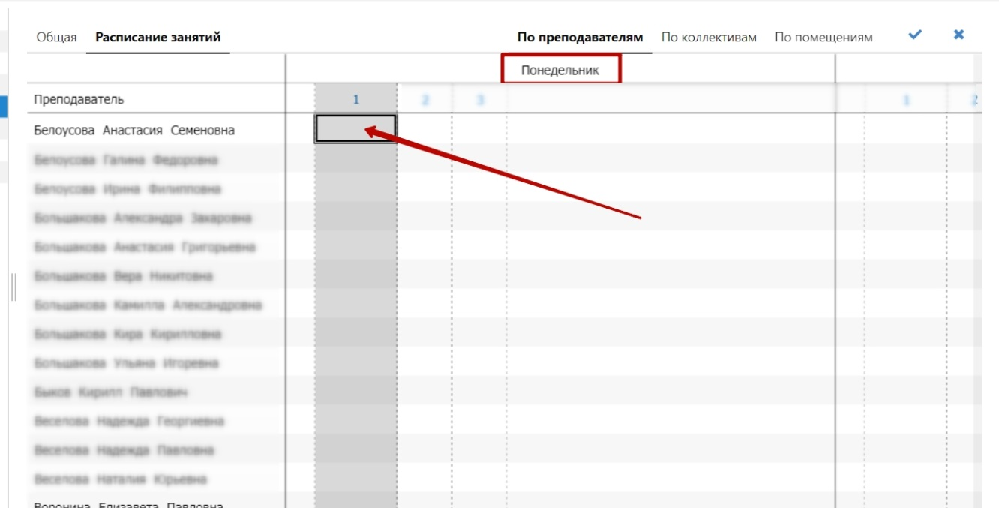 Общая Расписание занятий По преподавателям По коллективам По помещениям
Понедельник
Преподаватель 1 2 3 1 2
Белоусова Анастасия Семеновна
Белоусова Галина Федоровна
Белоусова Ирина Филипповна
Большакова Александра Захаровна
Большакова Анастасия Григорьевна
Большакова Вера Никитовна
Большакова Камилла Александровна
Большакова Кира Кирилловна
Большакова Ульяна Игоревна
Быков Кирилл Павлович
Веселова Надежда Георгиевна
Веселова Надежда Павловна
Веселова Наталия Юрьевна
Воронина Елизавета Павловна